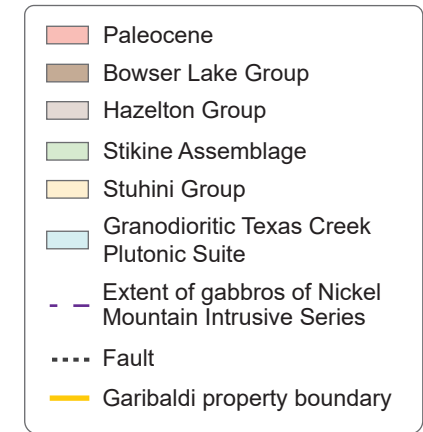 Paleocene
Bowser Lake Group
Hazelton Group
Stikine Assemblage
Stuhini Group
Granodioritic Texas Creek
Plutonic Suite
Extent of gabbros of Nickel
Mountain Intrusive Series
Fault
Garibaldi property boundary